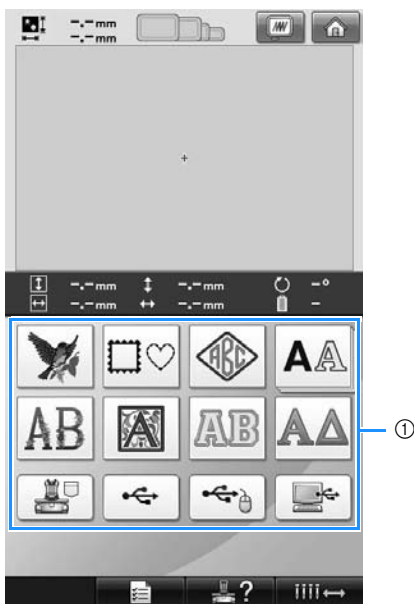 -.-- mm
-.-- mm
-.-- mm -.-- mm -°
-.-- mm -.-- mm -
ABC AA
AB A AB AΔ
①
?